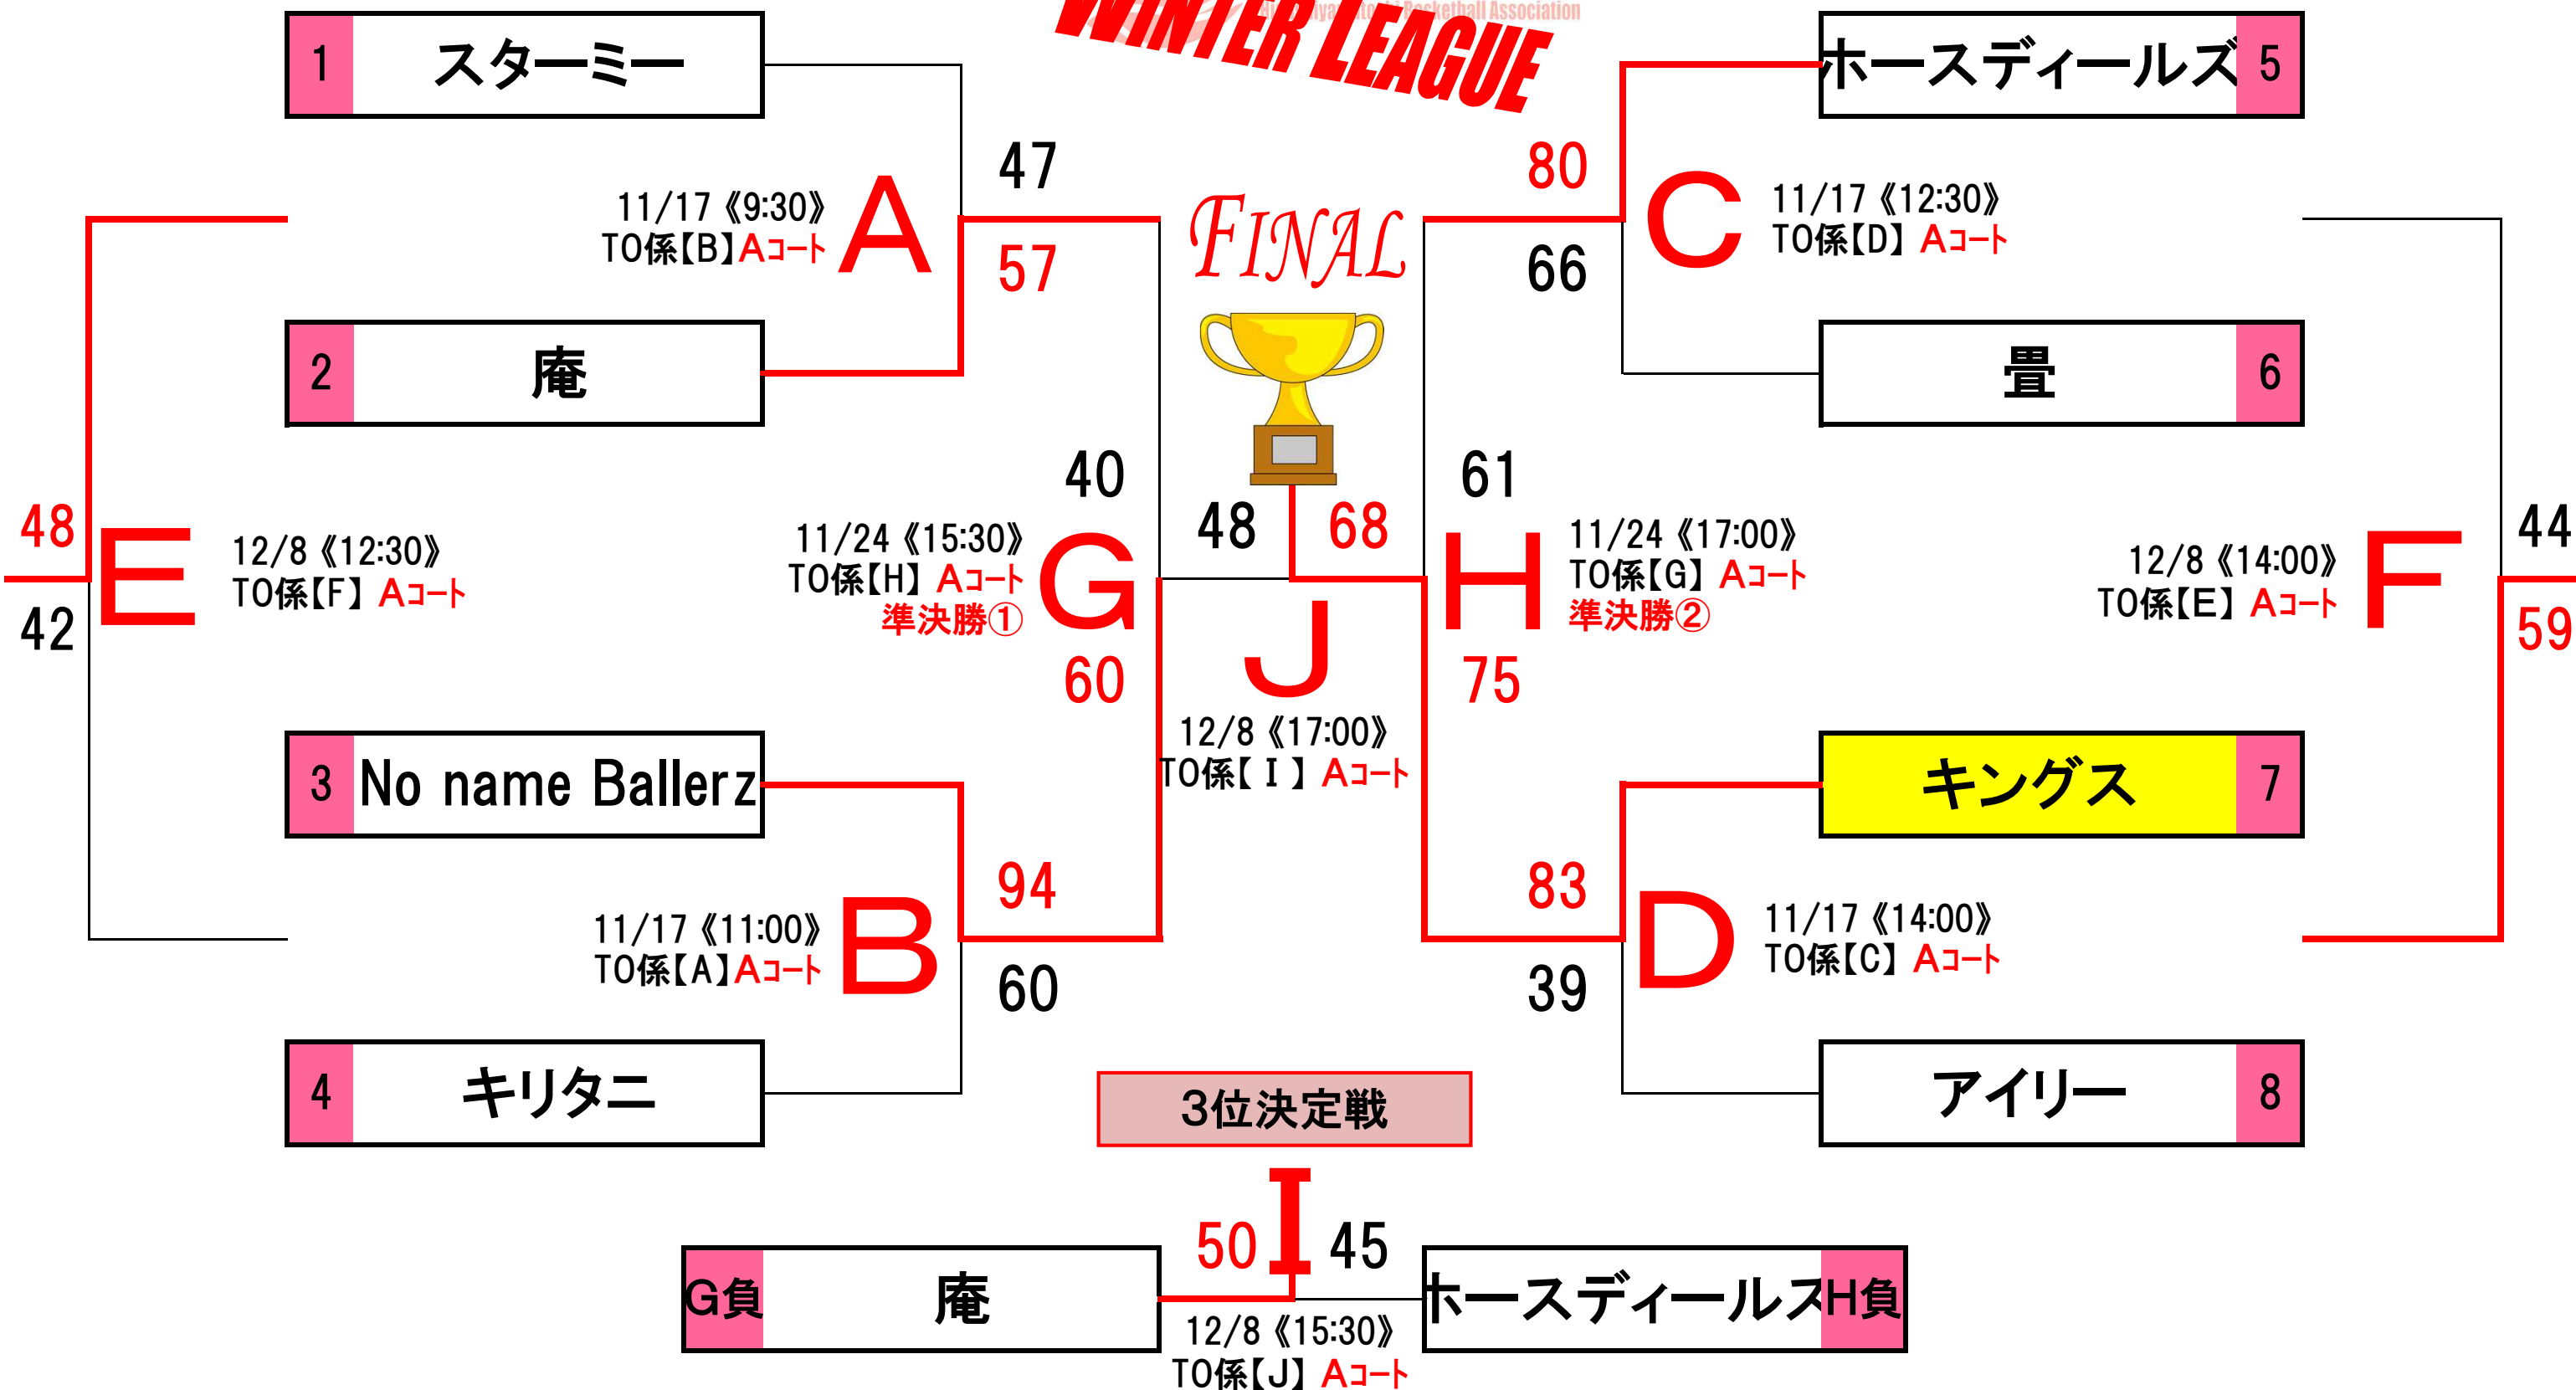 Basketball Association
WINTER LEAGUE
1 スターミー
ホースディールズ 5
47
80
11/17 《9:30》
TO係【B】Aコート
A
FINAL
C
11/17 《12:30》
TO係【D】 Aコート
57
66
2 庵
畳 6
40
61
48
48 68
44
E
12/8 《12:30》
TO係【F】 Aコート
11/24 《15:30》
TO係【H】 Aコート
準決勝①
G
H
11/24 《17:00》
TO係【G】 Aコート
準決勝②
12/8 《14:00》
TO係【E】 Aコート
F
42
59
60
J
75
12/8 《17:00》
TO係【I】 Aコート
3 No name Ballerz
キングス 7
94
83
11/17 《11:00》
TO係【A】Aコート
B
D
11/17 《14:00》
TO係【C】 Aコート
60
39
4 キリタニ
アイリー 8
3位決定戦
I
50 45
G負 庵
ホースディールズ H負
12/8 《15:30》
TO係【J】 Aコート